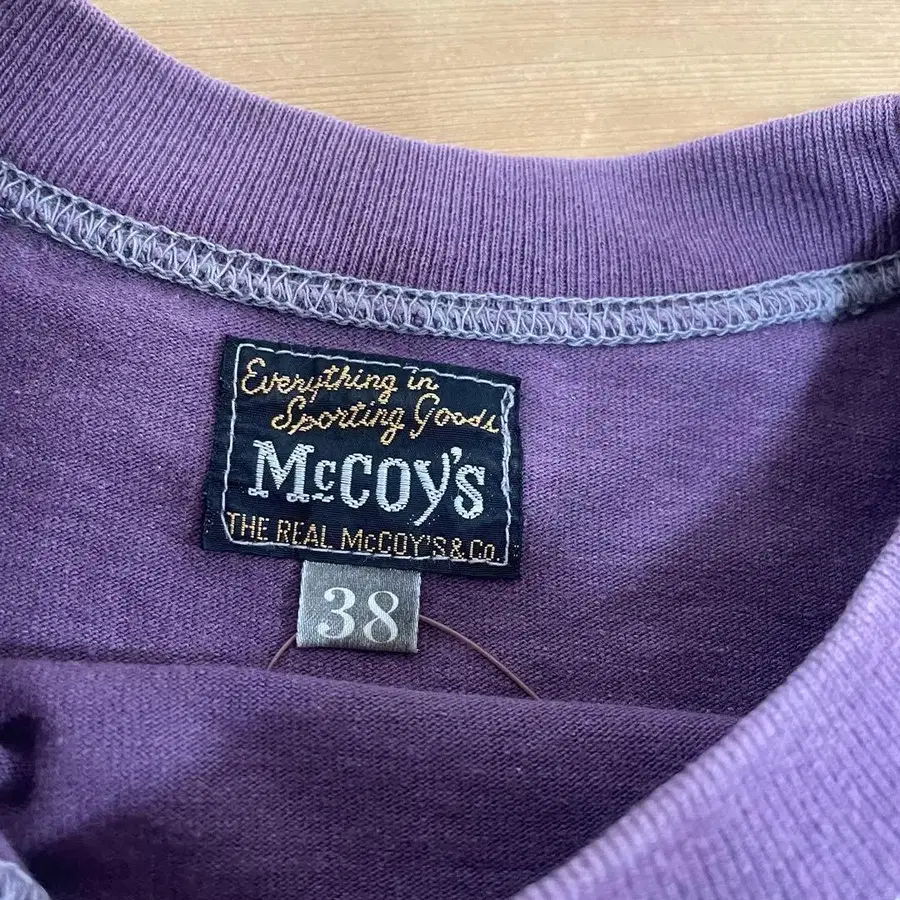 Everything in
Sporting Goods
McCOY'S
THE REAL McCOY'S & Co.
38